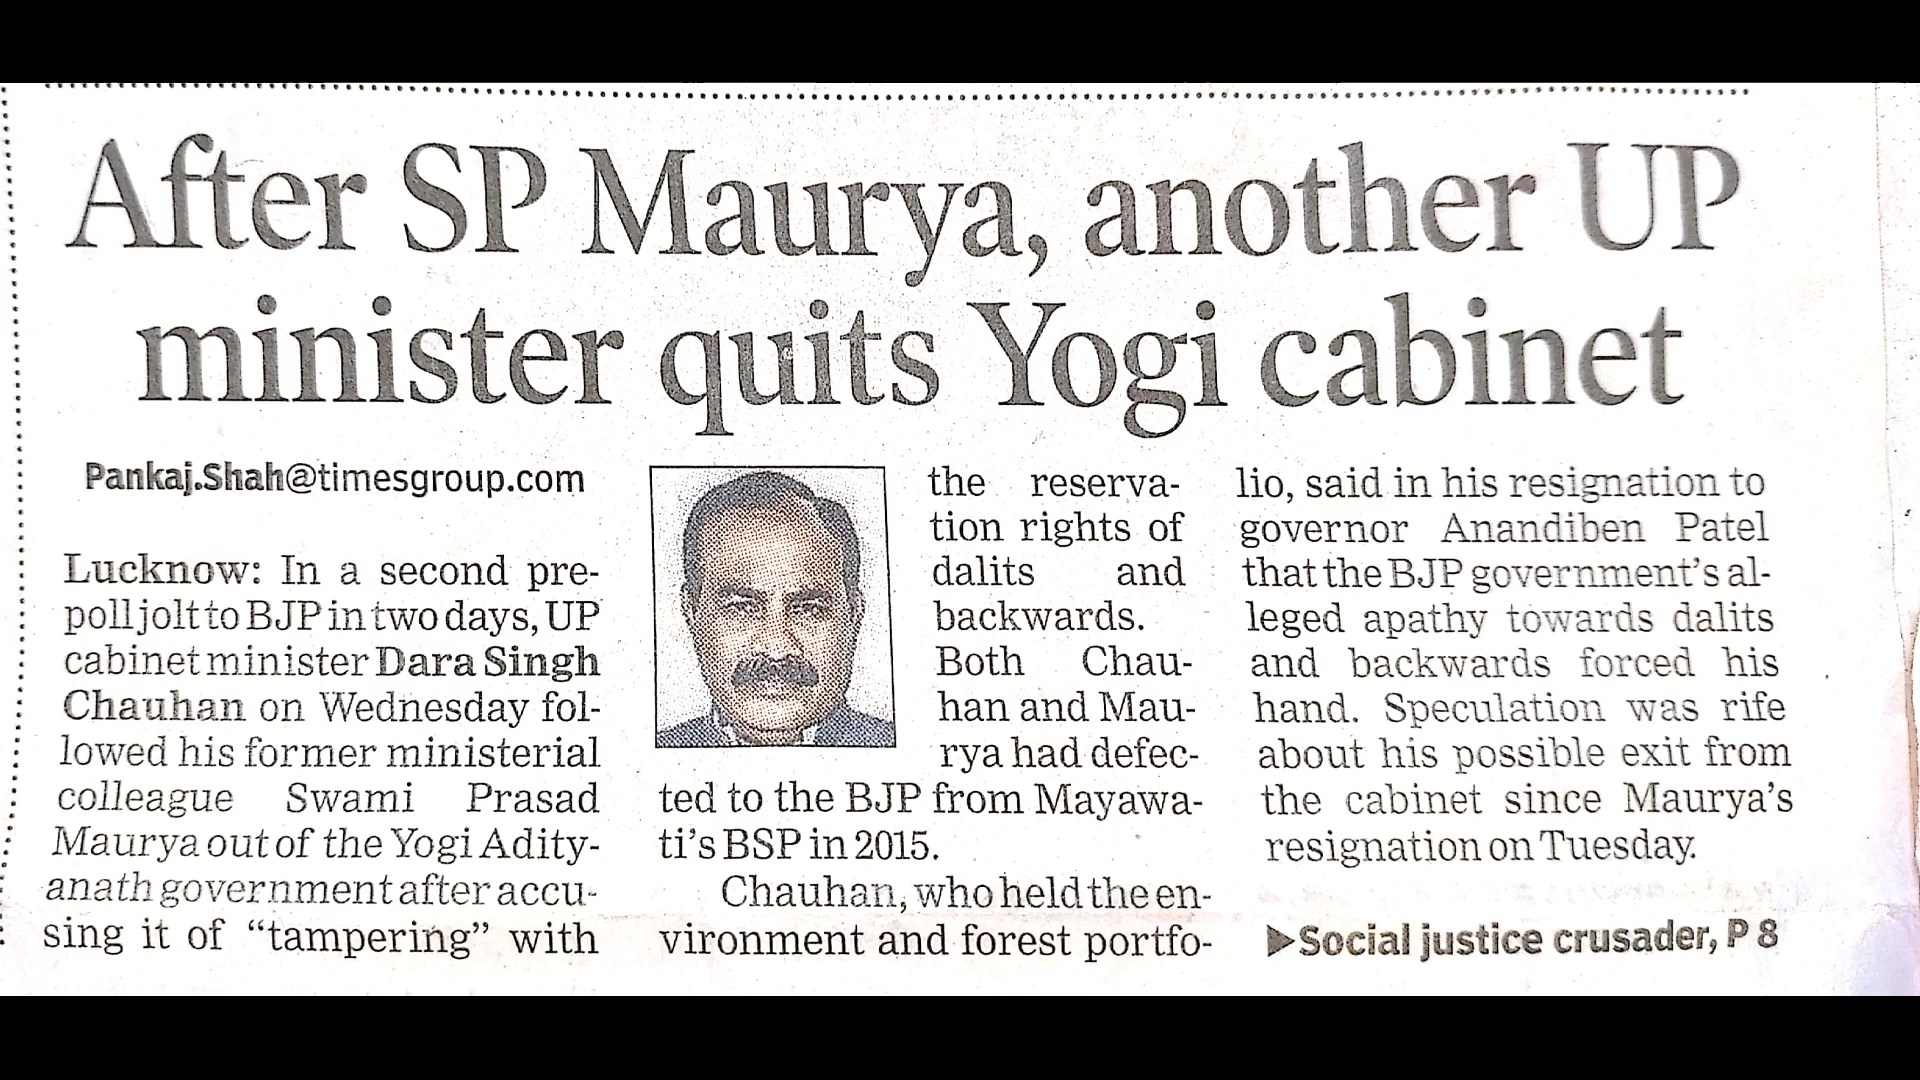 After SP Maurya, another UP
minister quits Yogi cabinet
Pankaj.Shah@timesgroup.com
Lucknow: In a second pre-
poll jolt to BJP in two days, UP
cabinet minister Dara Singh
Chauhan on Wednesday fol-
lowed his former ministerial
colleague Swami Prasad
Maurya out of the Yogi Adity-
anath government after accu-
sing it of “tampering” with
the reserva-
tion rights of
dalits and
backwards.
Both Chau-
han and Mau-
rya had defec-
ted to the BJP from Mayawa-
ti’s BSP in 2015.
Chauhan, who held the en-
vironment and forest portfo-
lio, said in his resignation to
governor Anandiben Patel
that the BJP government’s al-
leged apathy towards dalits
and backwards forced his
hand. Speculation was rife
about his possible exit from
the cabinet since Maurya’s
resignation on Tuesday.
▶Social justice crusader, P 8